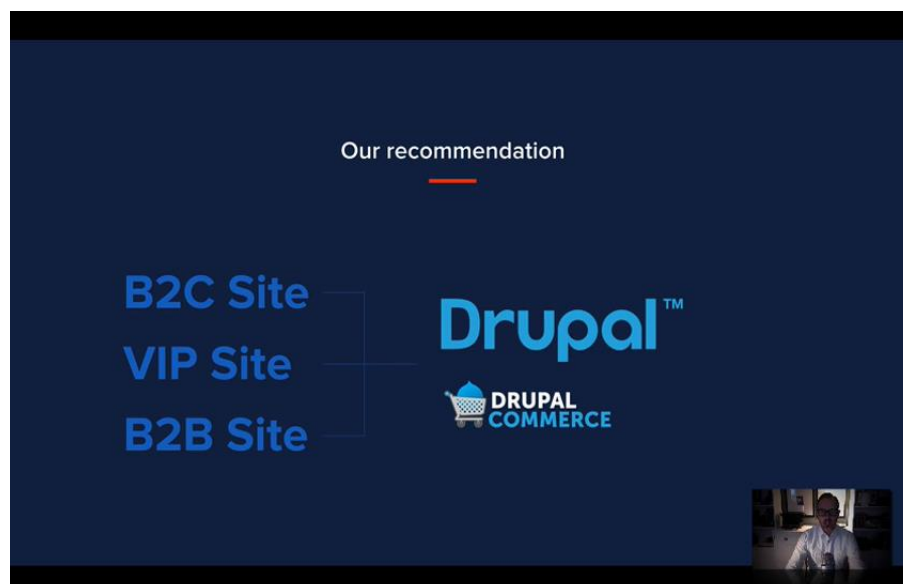 Our recommendation
B2C Site
VIP Site
B2B Site
Drupal™
DRUPAL
COMMERCE